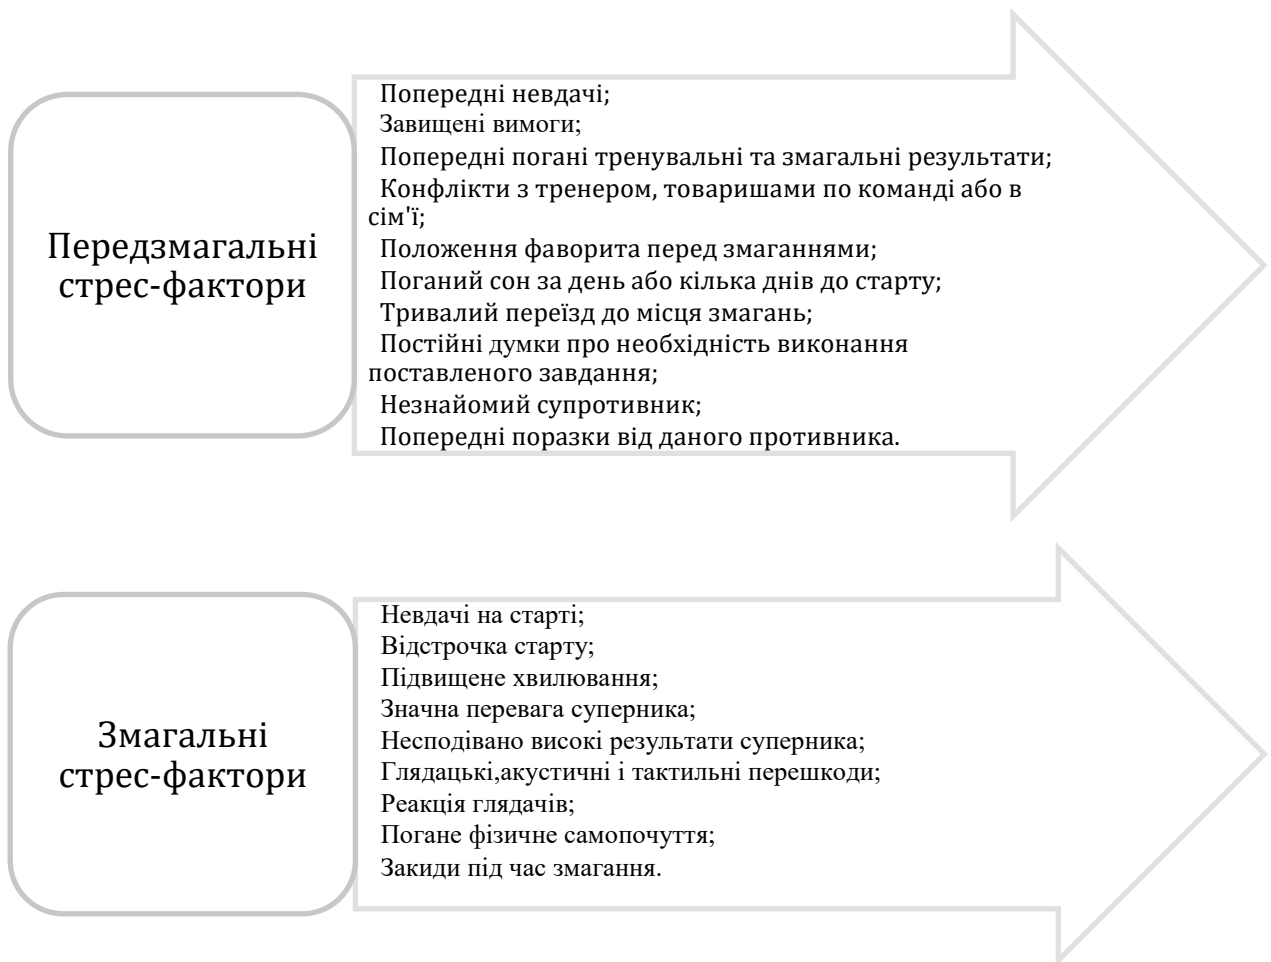 Передзмагальні
стрес-фактори
Попередні невдачі;
Завищені вимоги;
Попередні погані тренувальні та змагальні результати;
Конфлікти з тренером, товаришами по команді або в
сім'ї;
Положення фаворита перед змаганнями;
Поганий сон за день або кілька днів до старту;
Тривалий переїзд до місця змагань;
Постійні думки про необхідність виконання
поставленого завдання;
Незнайомий супротивник;
Попередні поразки від даного противника.
Змагальні
стрес-фактори
Невдачі на старті;
Відстрочка старту;
Підвищене хвилювання;
Значна перевага суперника;
Несподівано високі результати суперника;
Глядацькі,акустичні і тактильні перешкоди;
Реакція глядачів;
Погане фізичне самопочуття;
Закиди під час змагання.